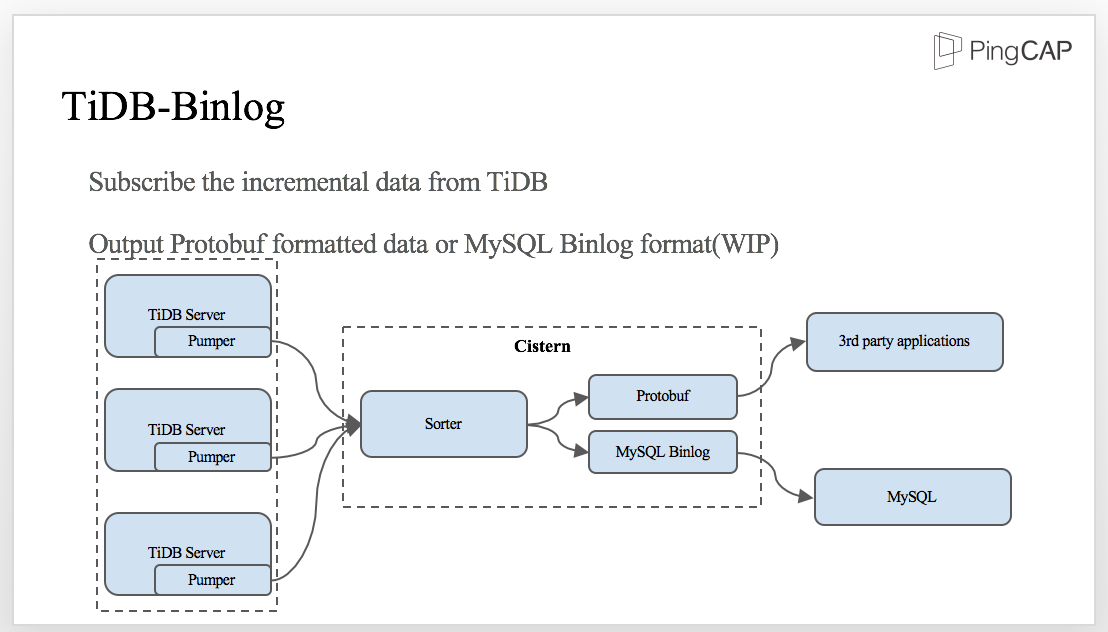 PingCAP
TiDB-Binlog
Subscribe the incremental data from TiDB
Output Protobuf formatted data or MySQL Binlog format(WIP)
TiDB Server
Pumper
TiDB Server
Pumper
TiDB Server
Pumper
Cistern
Sorter
Protobuf
MySQL Binlog
3rd party applications
MySQL